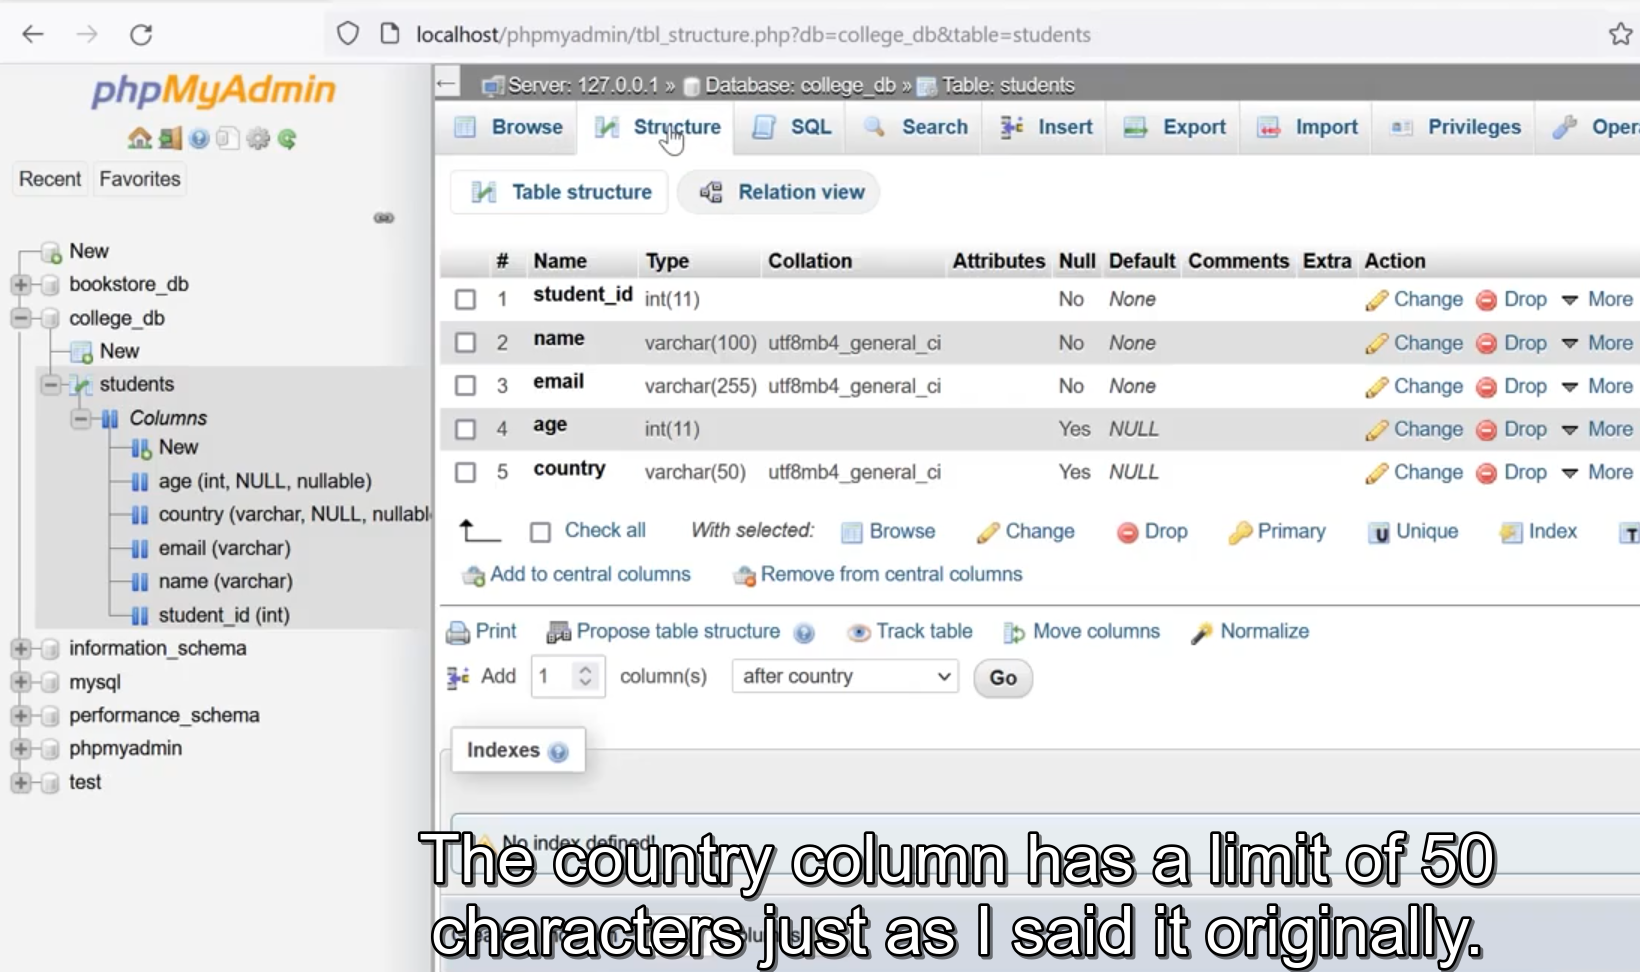 localhost/phpmyadmin/tbl_structure.php?db=college_db&table=students
phpMyAdmin
Recent Favorites
New
bookstore_db
college_db
New
students
Columns
New
age (int, NULL, nullable)
country (varchar, NULL, nullabl
email (varchar)
name (varchar)
student_id (int)
information_schema
mysql
performance_schema
phpmyadmin
test
Server: 127.0.0.1 » Database: college_db » Table: students
Browse Structure SQL Search Insert Export Import Privileges Opera
Table structure Relation view
# Name Type Collation Attributes Null Default Comments Extra Action
1 student_id int(11) No None Change Drop More
2 name varchar(100) utf8mb4_general_ci No None Change Drop More
3 email varchar(255) utf8mb4_general_ci No None Change Drop More
4 age int(11) Yes NULL Change Drop More
5 country varchar(50) utf8mb4_general_ci Yes NULL Change Drop More
Check all With selected: Browse Change Drop Primary U Unique Index T
Add to central columns Remove from central columns
Print Propose table structure Track table Move columns Normalize
Add 1 column(s) after country Go
Indexes
No index defined!
The country column has a limit of 50
characters just as I said it originally.